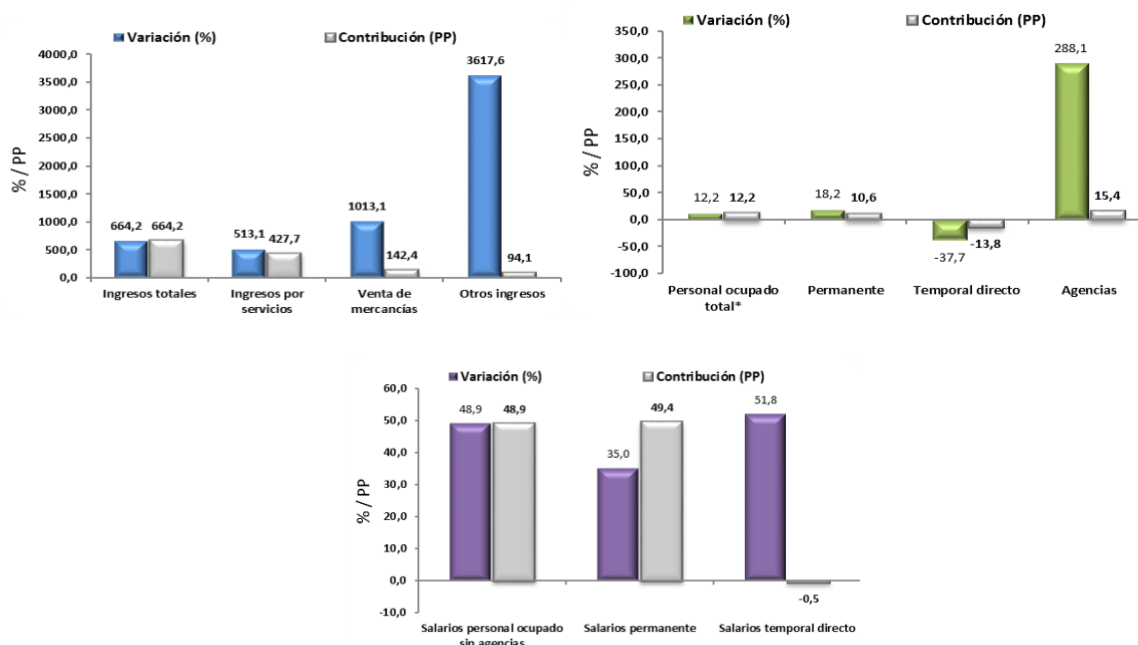 Variación (%) Contribución (PP)
4000,0
3500,0
3000,0
2500,0
2000,0
1500,0
1000,0
500,0
0,0
% / PP
664,2 664,2
513,1 427,7
1013,1 142,4
3617,6 94,1
Ingresos totales
Ingresos por
servicios
Venta de
mercancías
Otros ingresos
Variación (%) Contribución (PP)
350,0
300,0
250,0
200,0
150,0
100,0
50,0
0,0
-50,0
-100,0
% / PP
12,2 12,2
18,2 10,6
-37,7 -13,8
288,1 15,4
Personal ocupado
total*
Permanente
Temporal directo
Agencias
Variación (%) Contribución (PP)
60,0
50,0
40,0
30,0
20,0
10,0
0,0
-10,0
% / PP
48,9 48,9
35,0 49,4
51,8 -0,5
Salarios personal ocupado
sin agencias
Salarios permanente
Salarios temporal directo